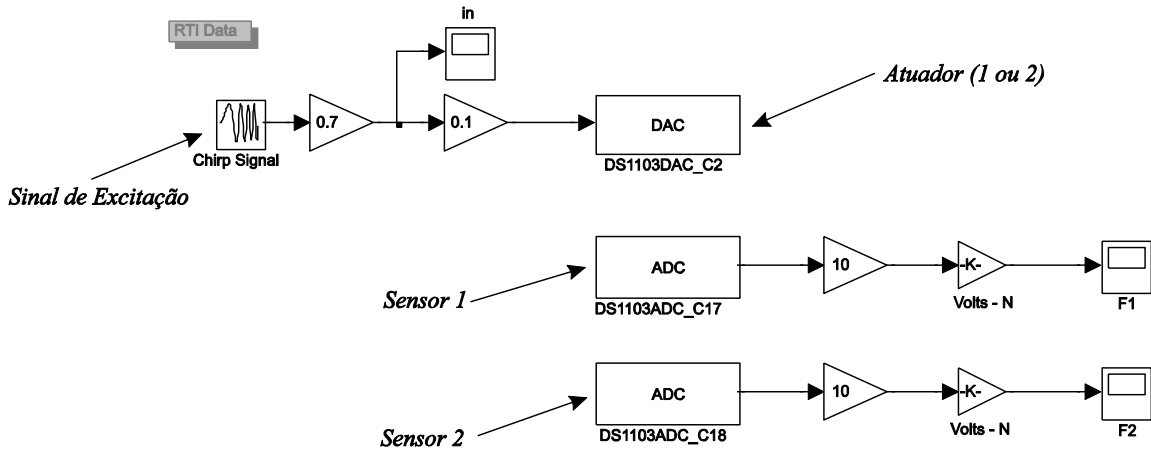 RTI Data
in
Atuador (1 ou 2)
0.7
0.1
DAC
Chirp Signal
DS1103DAC_C2
Sinal de Excitação
ADC
10
-K-
Sensor 1
DS1103ADC_C17
Volts - N
F1
ADC
10
-K-
Sensor 2
DS1103ADC_C18
Volts - N
F2